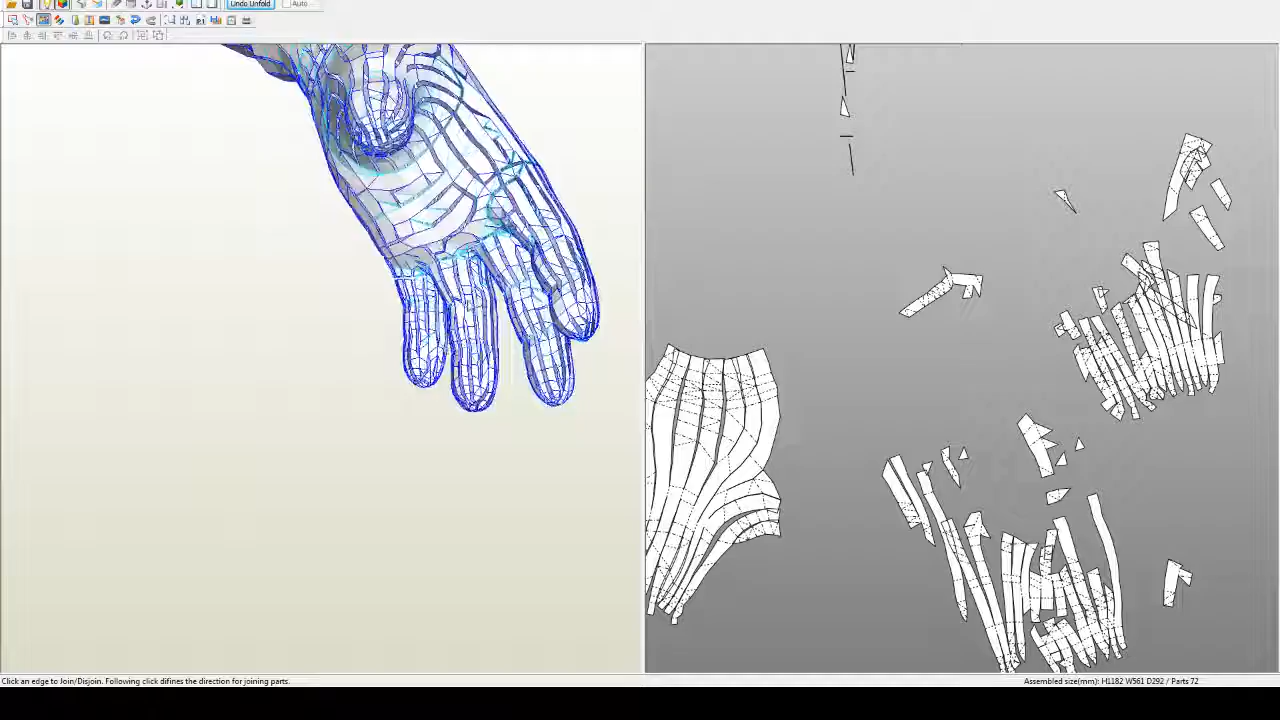 Undo Unfold
Auto
Click an edge to Join/Disjoin. Following click difines the direction for joining parts.
Assembled size(mm): H1182 W561 D292 / Parts 72